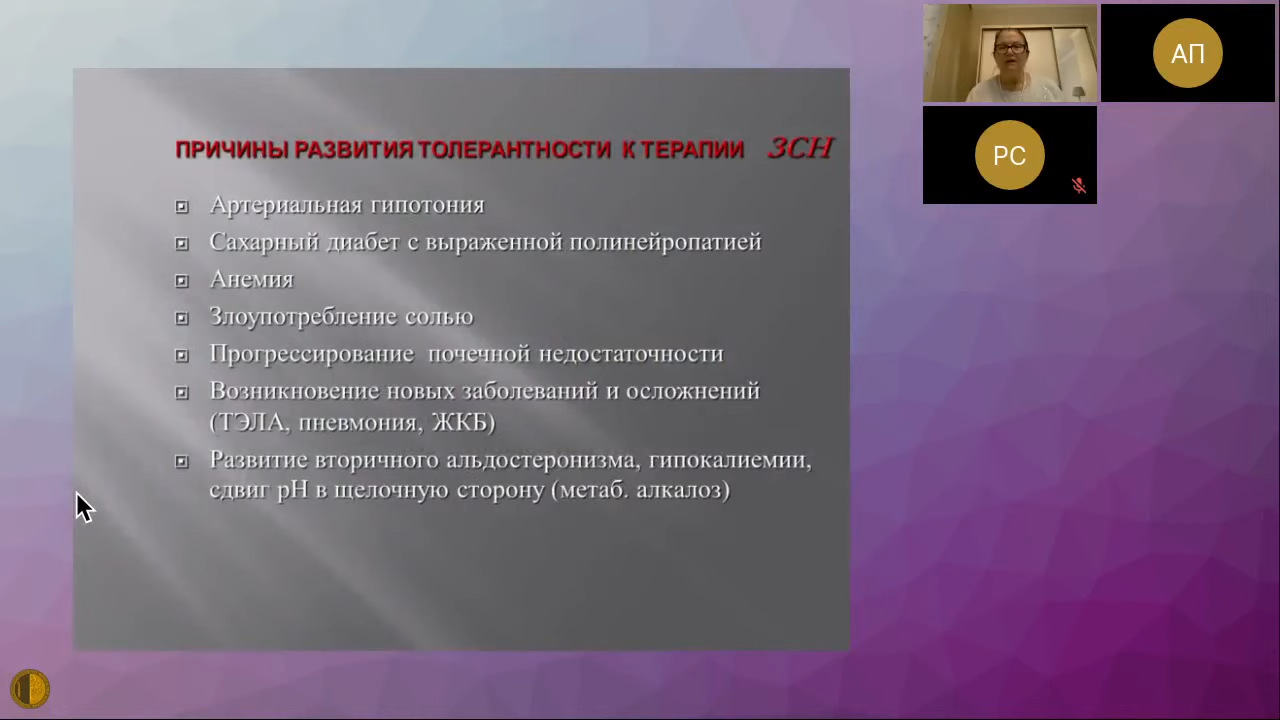 ПРИЧИНЫ РАЗВИТИЯ ТОЛЕРАНТНОСТИ К ТЕРАПИИ ЗСН
Артериальная гипотония
Сахарный диабет с выраженной полинейропатией
Анемия
Злоупотребление солью
Прогрессирование почечной недостаточности
Возникновение новых заболеваний и осложнений
(ТЭЛА, пневмония, ЖКБ)
Развитие вторичного альдостеронизма, гипокалиемии,
сдвиг pH в щелочную сторону (метаб. алкалоз)
АП
РС